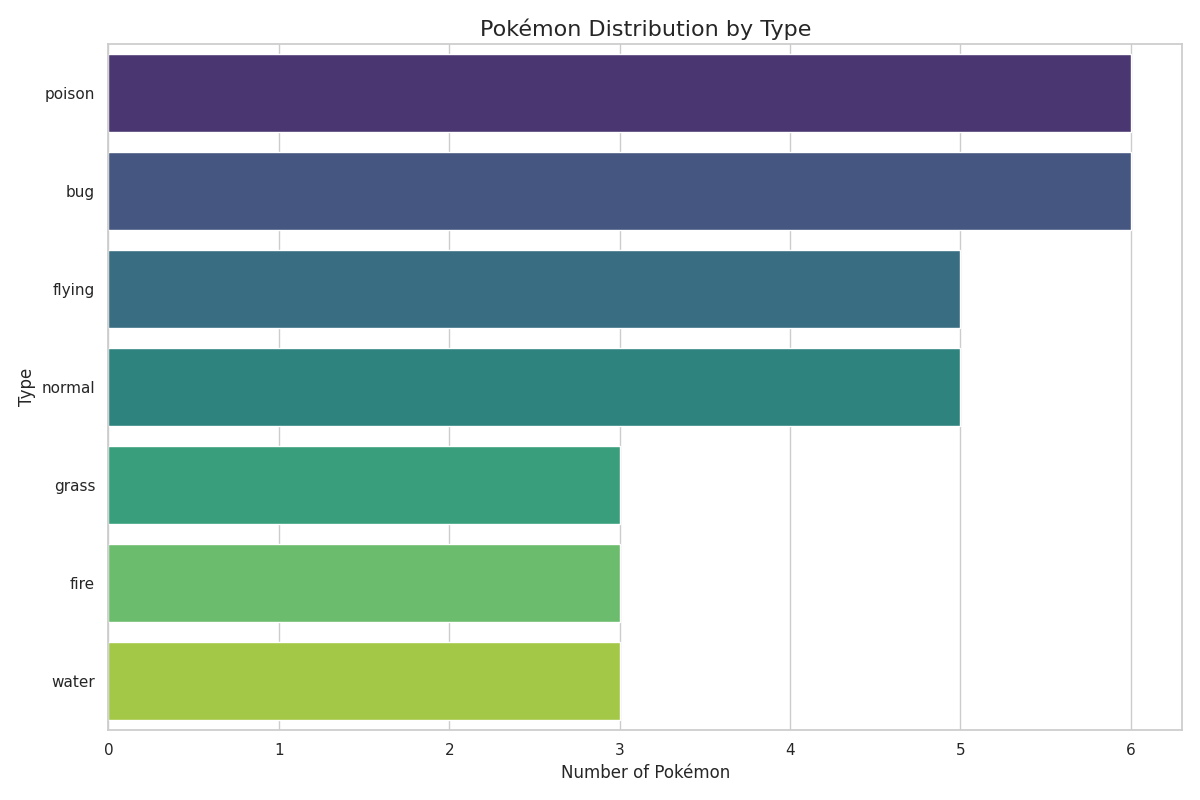 Pokémon Distribution by Type
poison
bug
flying
normal
grass
fire
water
Type
0 1 2 3 4 5 6
Number of Pokémon